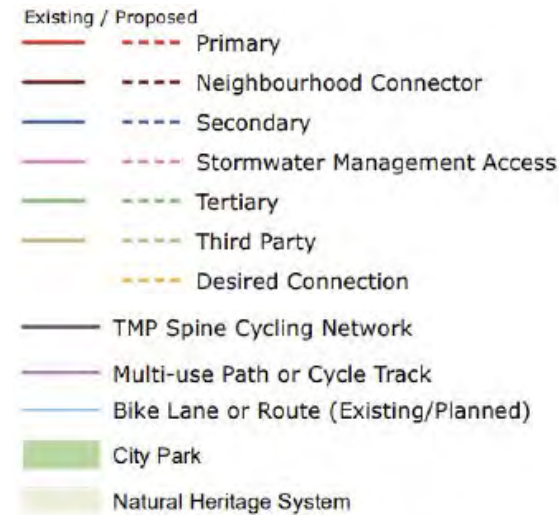 Existing / Proposed
Primary
Neighbourhood Connector
Secondary
Stormwater Management Access
Tertiary
Third Party
Desired Connection
TMP Spine Cycling Network
Multi-use Path or Cycle Track
Bike Lane or Route (Existing/Planned)
City Park
Natural Heritage System